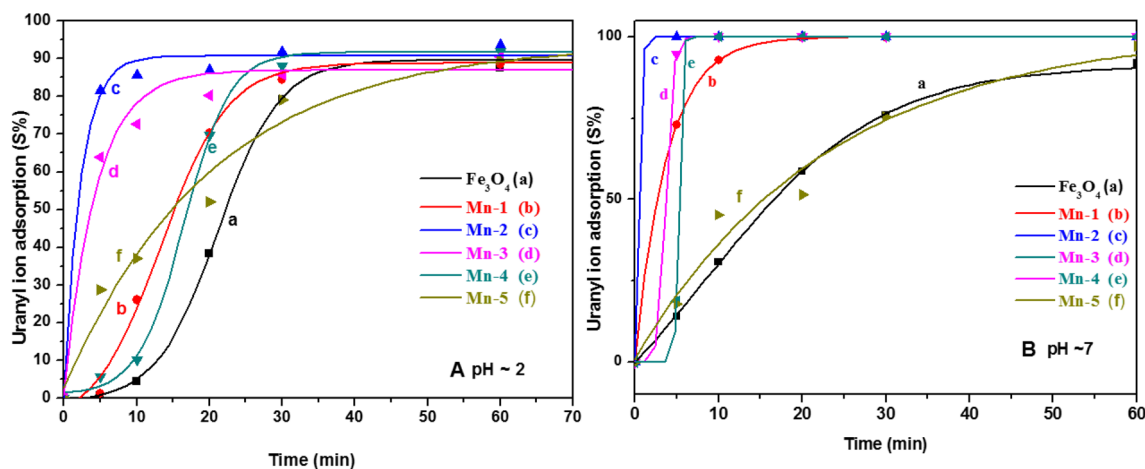 Uranyl ion adsorption (S%)
100
90
80
70
60
50
40
30
20
10
0
0 10 20 30 40 50 60 70
Time (min)
c
d
f
b
e
a
Fe₃O₄ (a)
Mn-1 (b)
Mn-2 (c)
Mn-3 (d)
Mn-4 (e)
Mn-5 (f)
A pH ~ 2
Uranyl ion adsorption (S%)
100
50
0
0 10 20 30 40 50 60
Time (min)
c
d
e
b
a
f
Fe₃O₄ (a)
Mn-1 (b)
Mn-2 (c)
Mn-3 (d)
Mn-4 (e)
Mn-5 (f)
B pH ~7